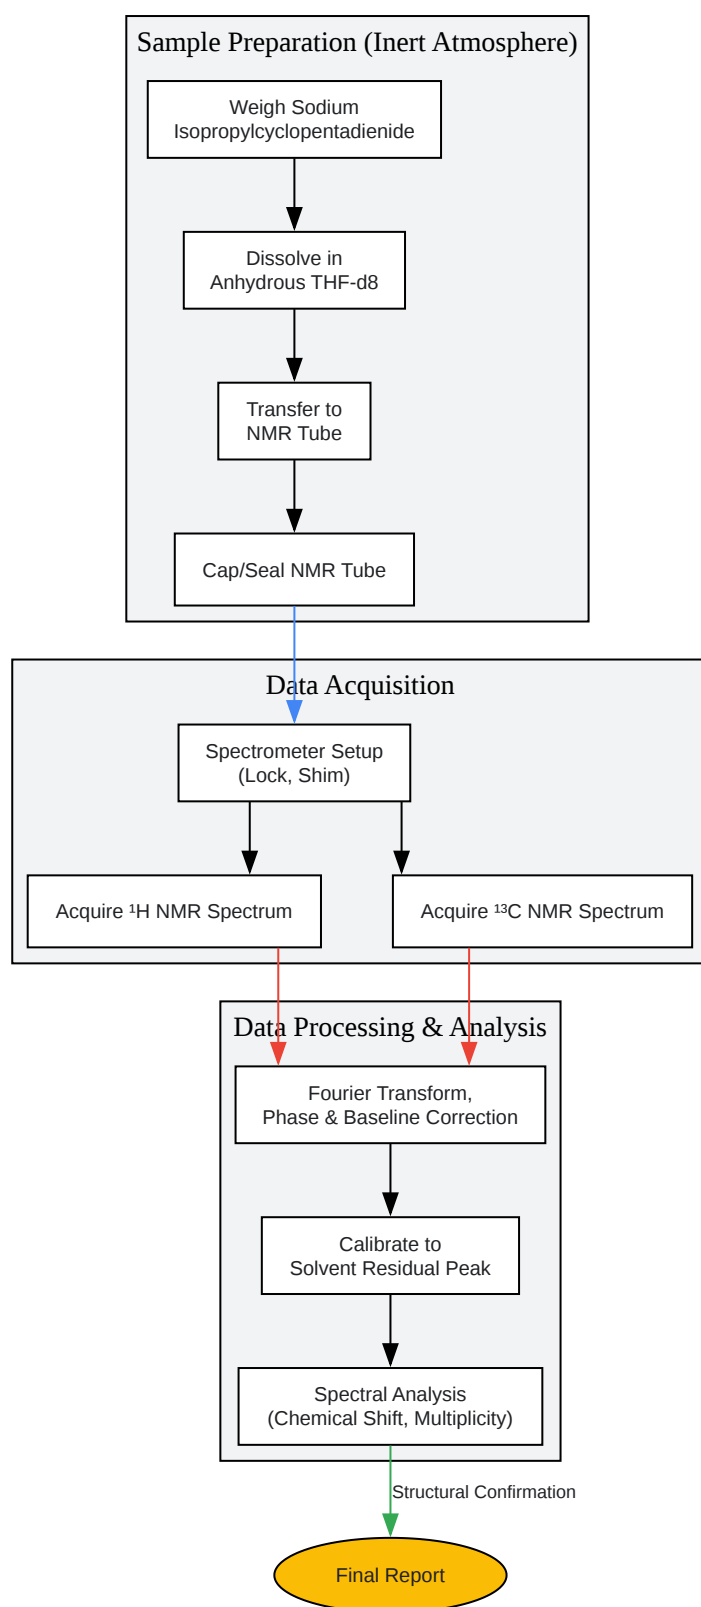 Sample Preparation (Inert Atmosphere)
Weigh Sodium
Isopropylcyclopentadienide
Dissolve in
Anhydrous THF-d8
Transfer to
NMR Tube
Cap/Seal NMR Tube
Data Acquisition
Spectrometer Setup
(Lock, Shim)
Acquire ¹H NMR Spectrum
Acquire ¹³C NMR Spectrum
Data Processing & Analysis
Fourier Transform,
Phase & Baseline Correction
Calibrate to
Solvent Residual Peak
Spectral Analysis
(Chemical Shift, Multiplicity)
Structural Confirmation
Final Report